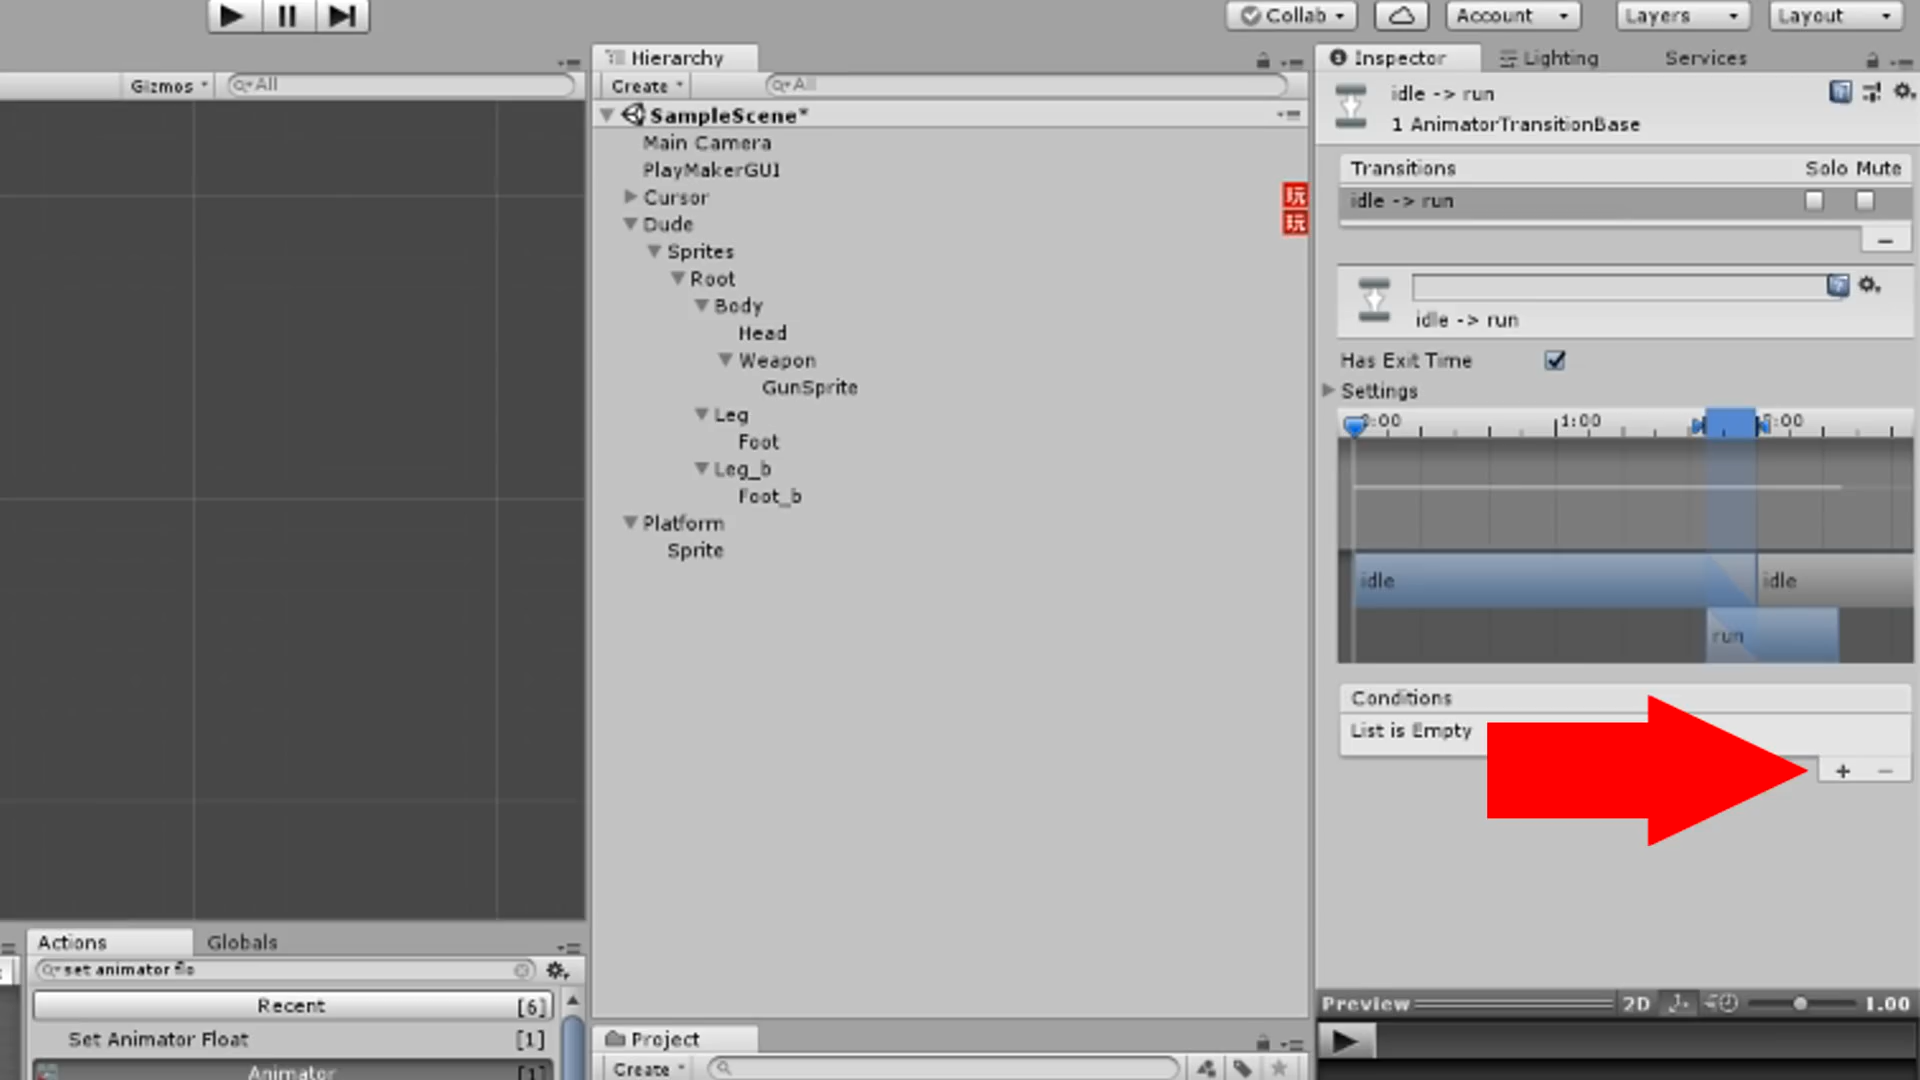 Collab
Account
Layers
Layout
Gizmos
All
Hierarchy
Create
All
SampleScene*
Main Camera
PlayMakerGUI
Cursor
玩
Dude
玩
Sprites
Root
Body
Head
Weapon
GunSprite
Leg
Foot
Leg_b
Foot_b
Platform
Sprite
Inspector
Lighting
Services
idle -> run
1 AnimatorTransitionBase
Transitions
Solo Mute
idle -> run
idle -> run
Has Exit Time
Settings
1:00
idle
idle
run
Conditions
List is Empty
+ −
Actions
Globals
set animator flo
Recent
[6]
Set Animator Float
[1]
Animator
[1]
Project
Create
Preview
2D
1.00